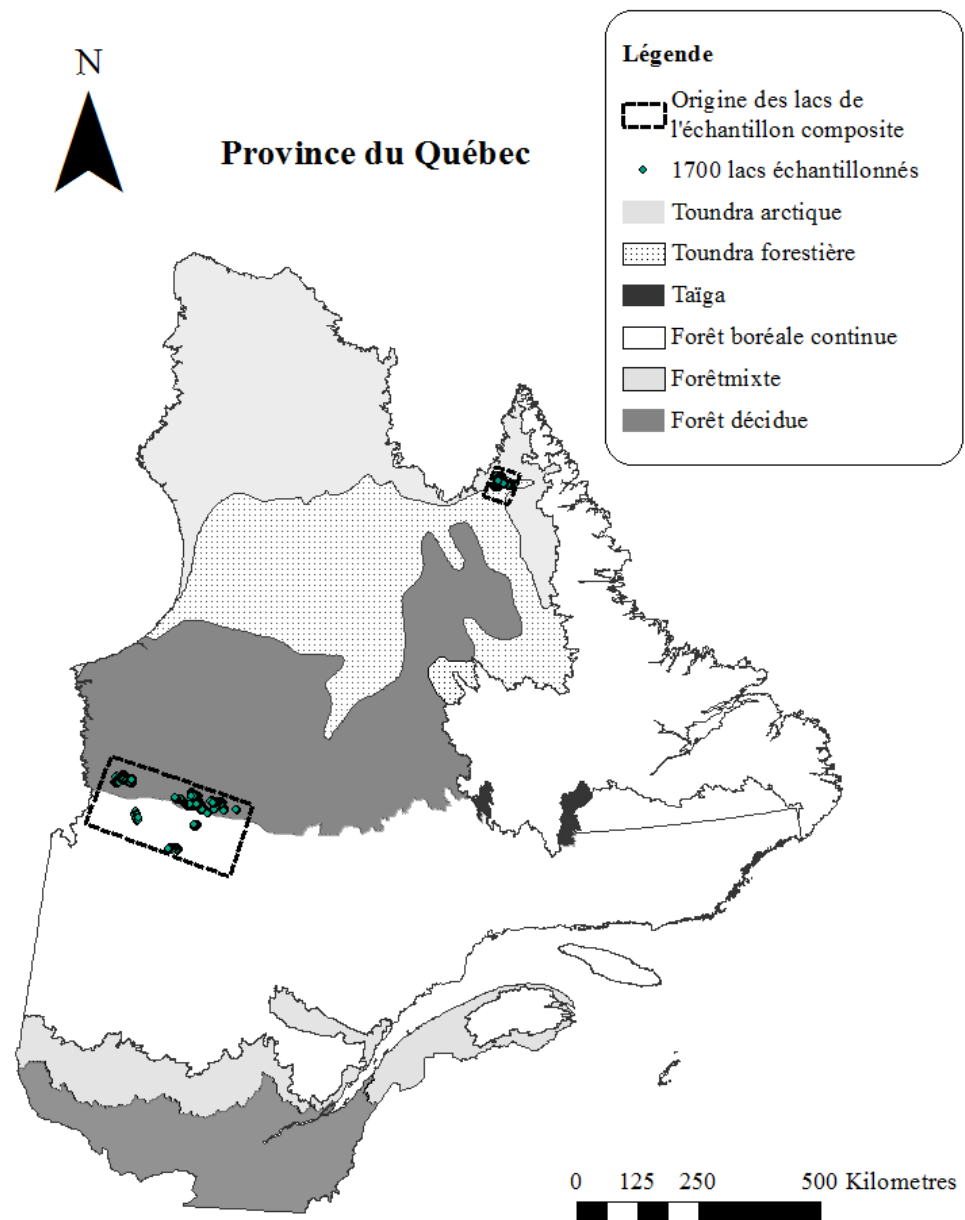 N
Province du Québec
Légende
Origine des lacs de
l'échantillon composite
1700 lacs échantillonnés
Toundra arctique
Toundra forestière
Taïga
Forêt boréale continue
Forêtmixte
Forêt décidue
0 125 250 500 Kilometres